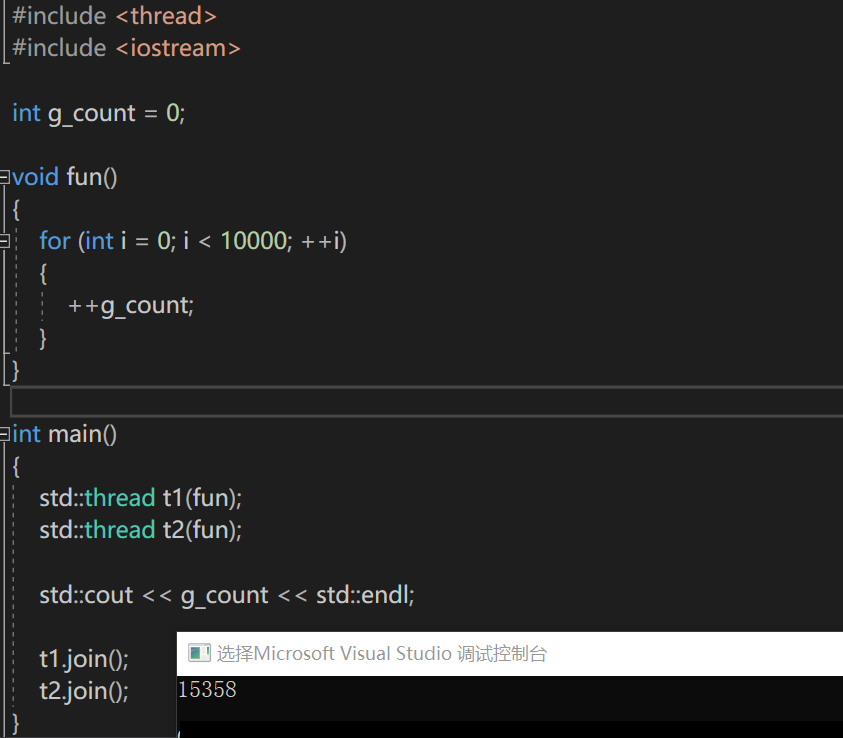 #include <thread>
#include <iostream>
int g_count = 0;
void fun()
{
for (int i = 0; i < 10000; ++i)
{
++g_count;
}
}
int main()
{
std::thread t1(fun);
std::thread t2(fun);
std::cout << g_count << std::endl;
t1.join();
t2.join();
}
选择Microsoft Visual Studio 调试控制台
15358